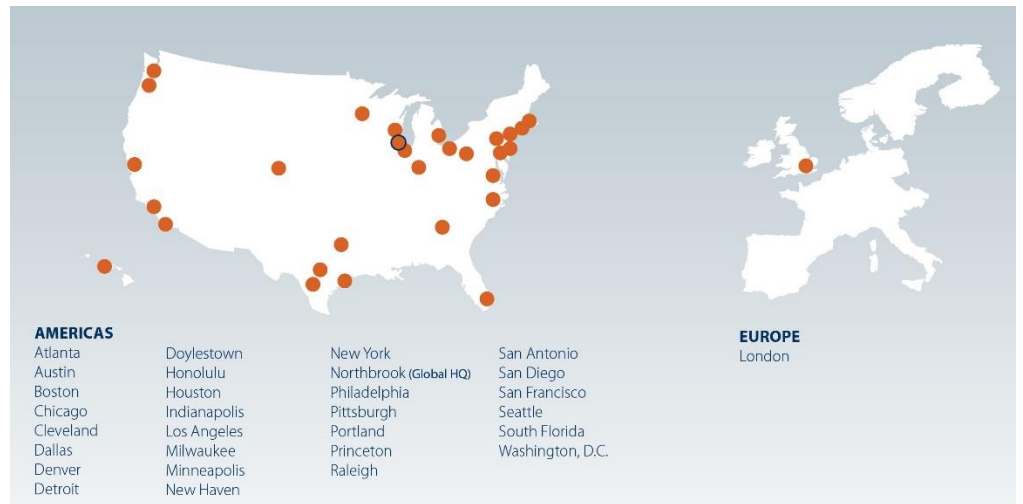 AMERICAS
Atlanta
Austin
Boston
Chicago
Cleveland
Dallas
Denver
Detroit
Doylestown
Honolulu
Houston
Indianapolis
Los Angeles
Milwaukee
Minneapolis
New Haven
New York
Northbrook (Global HQ)
Philadelphia
Pittsburgh
Portland
Princeton
Raleigh
San Antonio
San Diego
San Francisco
Seattle
South Florida
Washington, D.C.
EUROPE
London